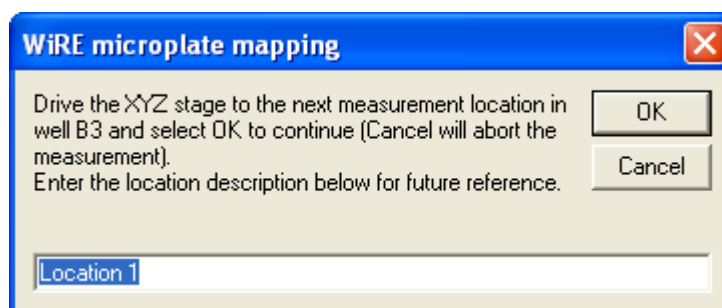 WiRE microplate mapping
Drive the XYZ stage to the next measurement location in
well B3 and select OK to continue (Cancel will abort the
measurement).
Enter the location description below for future reference.
OK
Cancel
Location 1